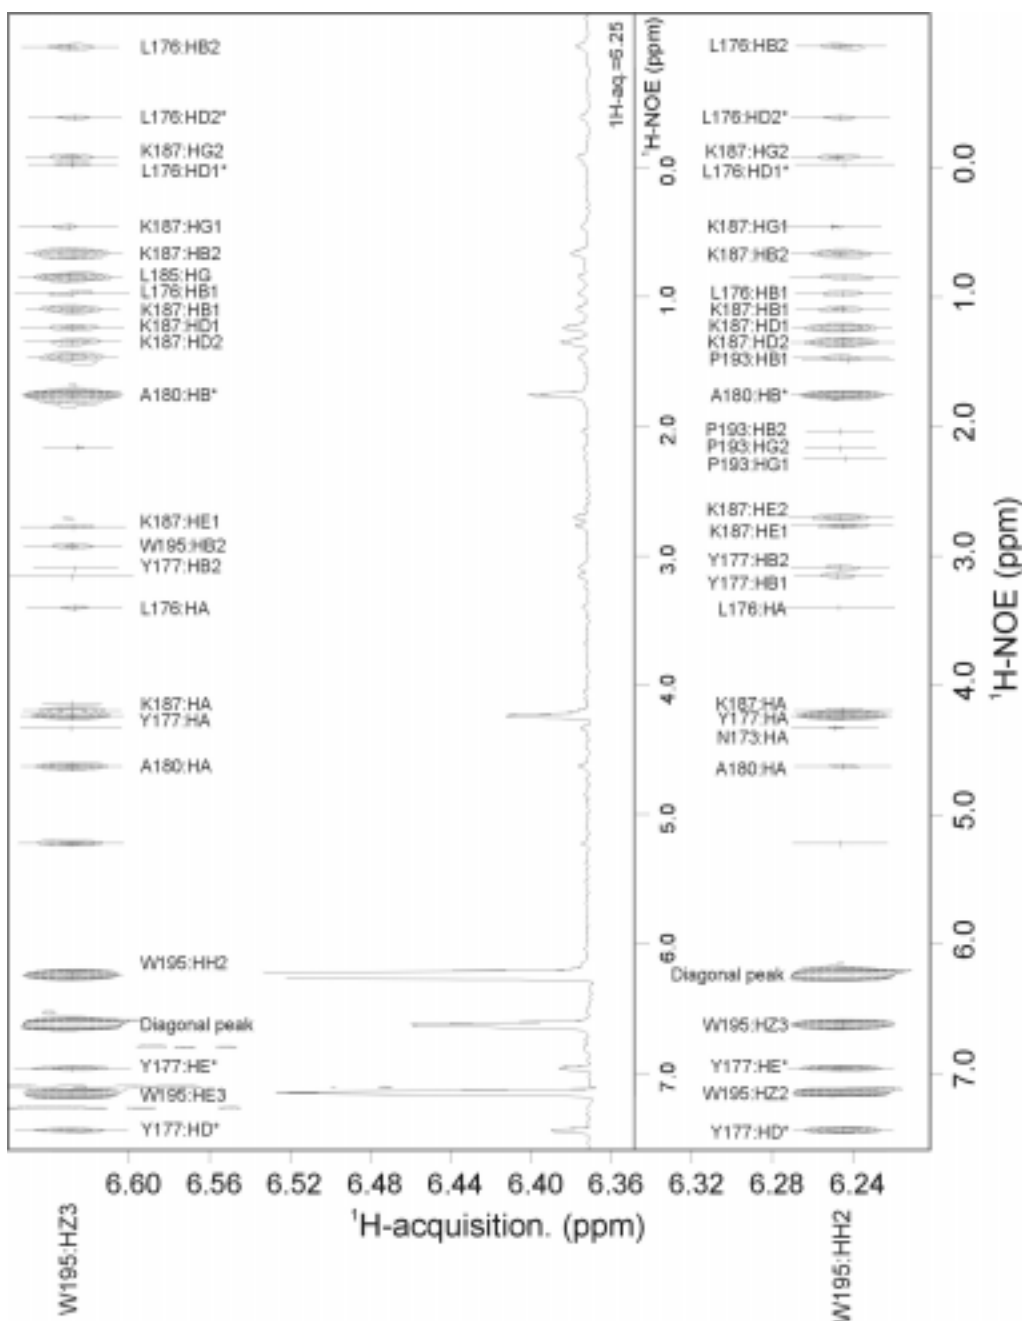 L176:HB2
L176:HD2*
K187:HG2
L176:HD1*
K187:HG1
K187:HB2
L185:HG
L176:HB1
K187:HB1
K187:HD1
K187:HD2
A180:HB*
K187:HE1
W195:HB2
Y177:HB2
L176:HA
K187:HA
Y177:HA
A180:HA
W195:HH2
Diagonal peak
Y177:HE*
W195:HE3
Y177:HD*
1H-aq.=6.25
¹H-NOE (ppm)
0.0
1.0
2.0
3.0
4.0
5.0
6.0
7.0
L176:HB2
L176:HD2*
K187:HG2
L176:HD1*
K187:HG1
K187:HB2
L176:HB1
K187:HB1
K187:HD1
K187:HD2
P193:HB1
A180:HB*
P193:HB2
P193:HG2
P193:HG1
K187:HE2
K187:HE1
Y177:HB2
Y177:HB1
L176:HA
K187:HA
Y177:HA
N173:HA
A180:HA
Diagonal peak
W195:HZ3
Y177:HE*
W195:HZ2
Y177:HD*
0.0
1.0
2.0
3.0
4.0
5.0
6.0
7.0
¹H-NOE (ppm)
6.60 6.56 6.52 6.48 6.44 6.40 6.36 6.32 6.28 6.24
¹H-acquisition. (ppm)
W195:HZ3
W195:HH2